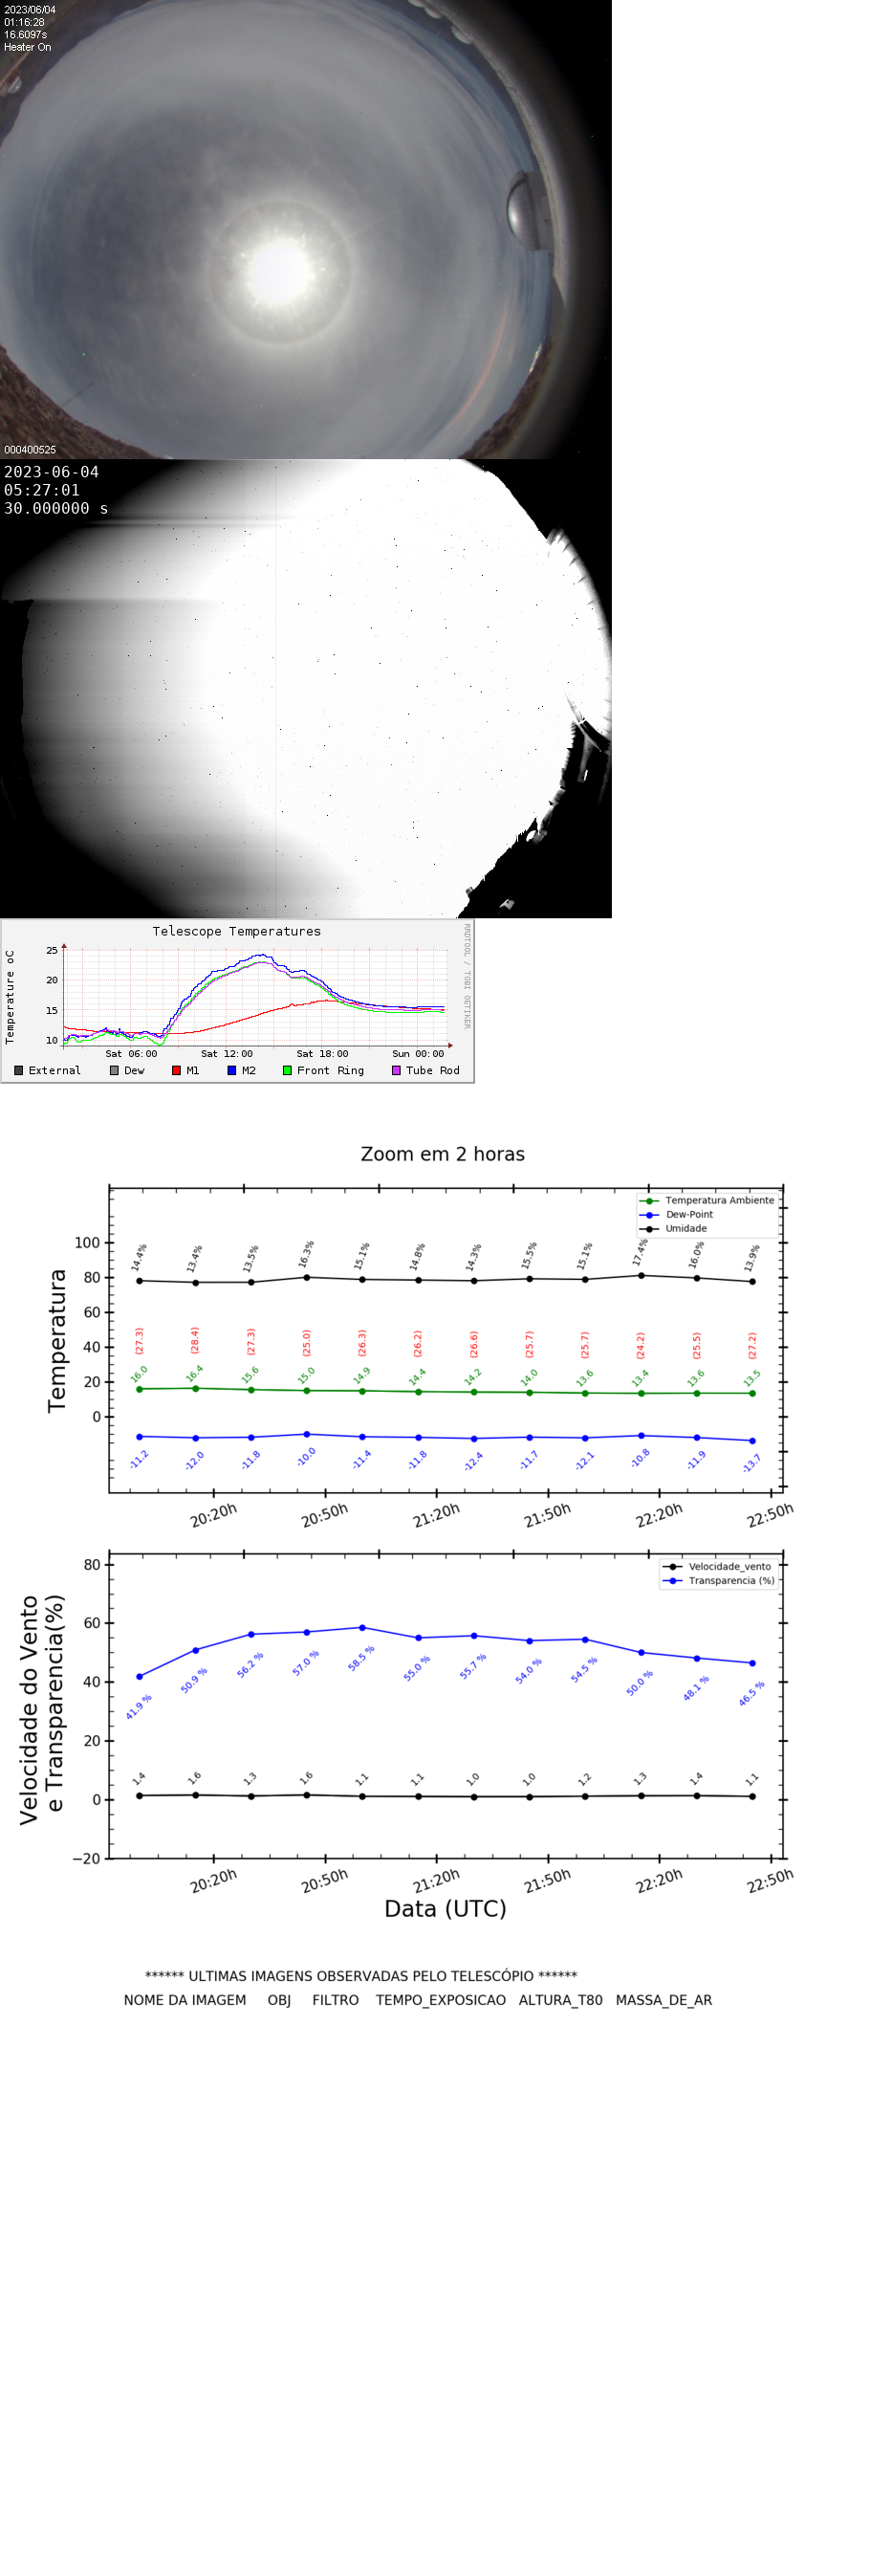 2023/06/04
01:16:28
16.6097s
Heater On
000400525
2023-06-04
05:27:01
30.000000 s
Telescope Temperatures
RRDTOOL / TOBI OETIKER
Temperature oC
25
20
15
10
Sat 06:00 Sat 12:00 Sat 18:00 Sun 00:00
External Dew M1 M2 Front Ring Tube Rod
Zoom em 2 horas
Temperatura Ambiente
Dew-Point
Umidade
Temperatura
100
80
60
40
20
0
14.4% 13.4% 13.5% 16.3% 15.1% 14.8% 14.3% 15.5% 15.1% 17.4% 16.0% 13.9%
(27.3) (28.4) (27.3) (25.0) (26.3) (26.2) (26.6) (25.7) (25.7) (24.2) (25.5) (27.2)
16.0 16.4 15.6 15.0 14.9 14.4 14.2 14.0 13.6 13.4 13.6 13.5
-11.2 -12.0 -11.8 -10.0 -11.4 -11.8 -12.4 -11.7 -12.1 -10.8 -11.9 -13.7
20:20h 20:50h 21:20h 21:50h 22:20h 22:50h
Velocidade_vento
Transparencia (%)
Velocidade do Vento
e Transparencia(%)
80
60
40
20
0
−20
41.9 % 50.9 % 56.2 % 57.0 % 58.5 % 55.0 % 55.7 % 54.0 % 54.5 % 50.0 % 48.1 % 46.5 %
1.4 1.6 1.3 1.6 1.1 1.1 1.0 1.0 1.2 1.3 1.4 1.1
20:20h 20:50h 21:20h 21:50h 22:20h 22:50h
Data (UTC)
****** ULTIMAS IMAGENS OBSERVADAS PELO TELESCÓPIO ******
NOME DA IMAGEM OBJ FILTRO TEMPO_EXPOSICAO ALTURA_T80 MASSA_DE_AR